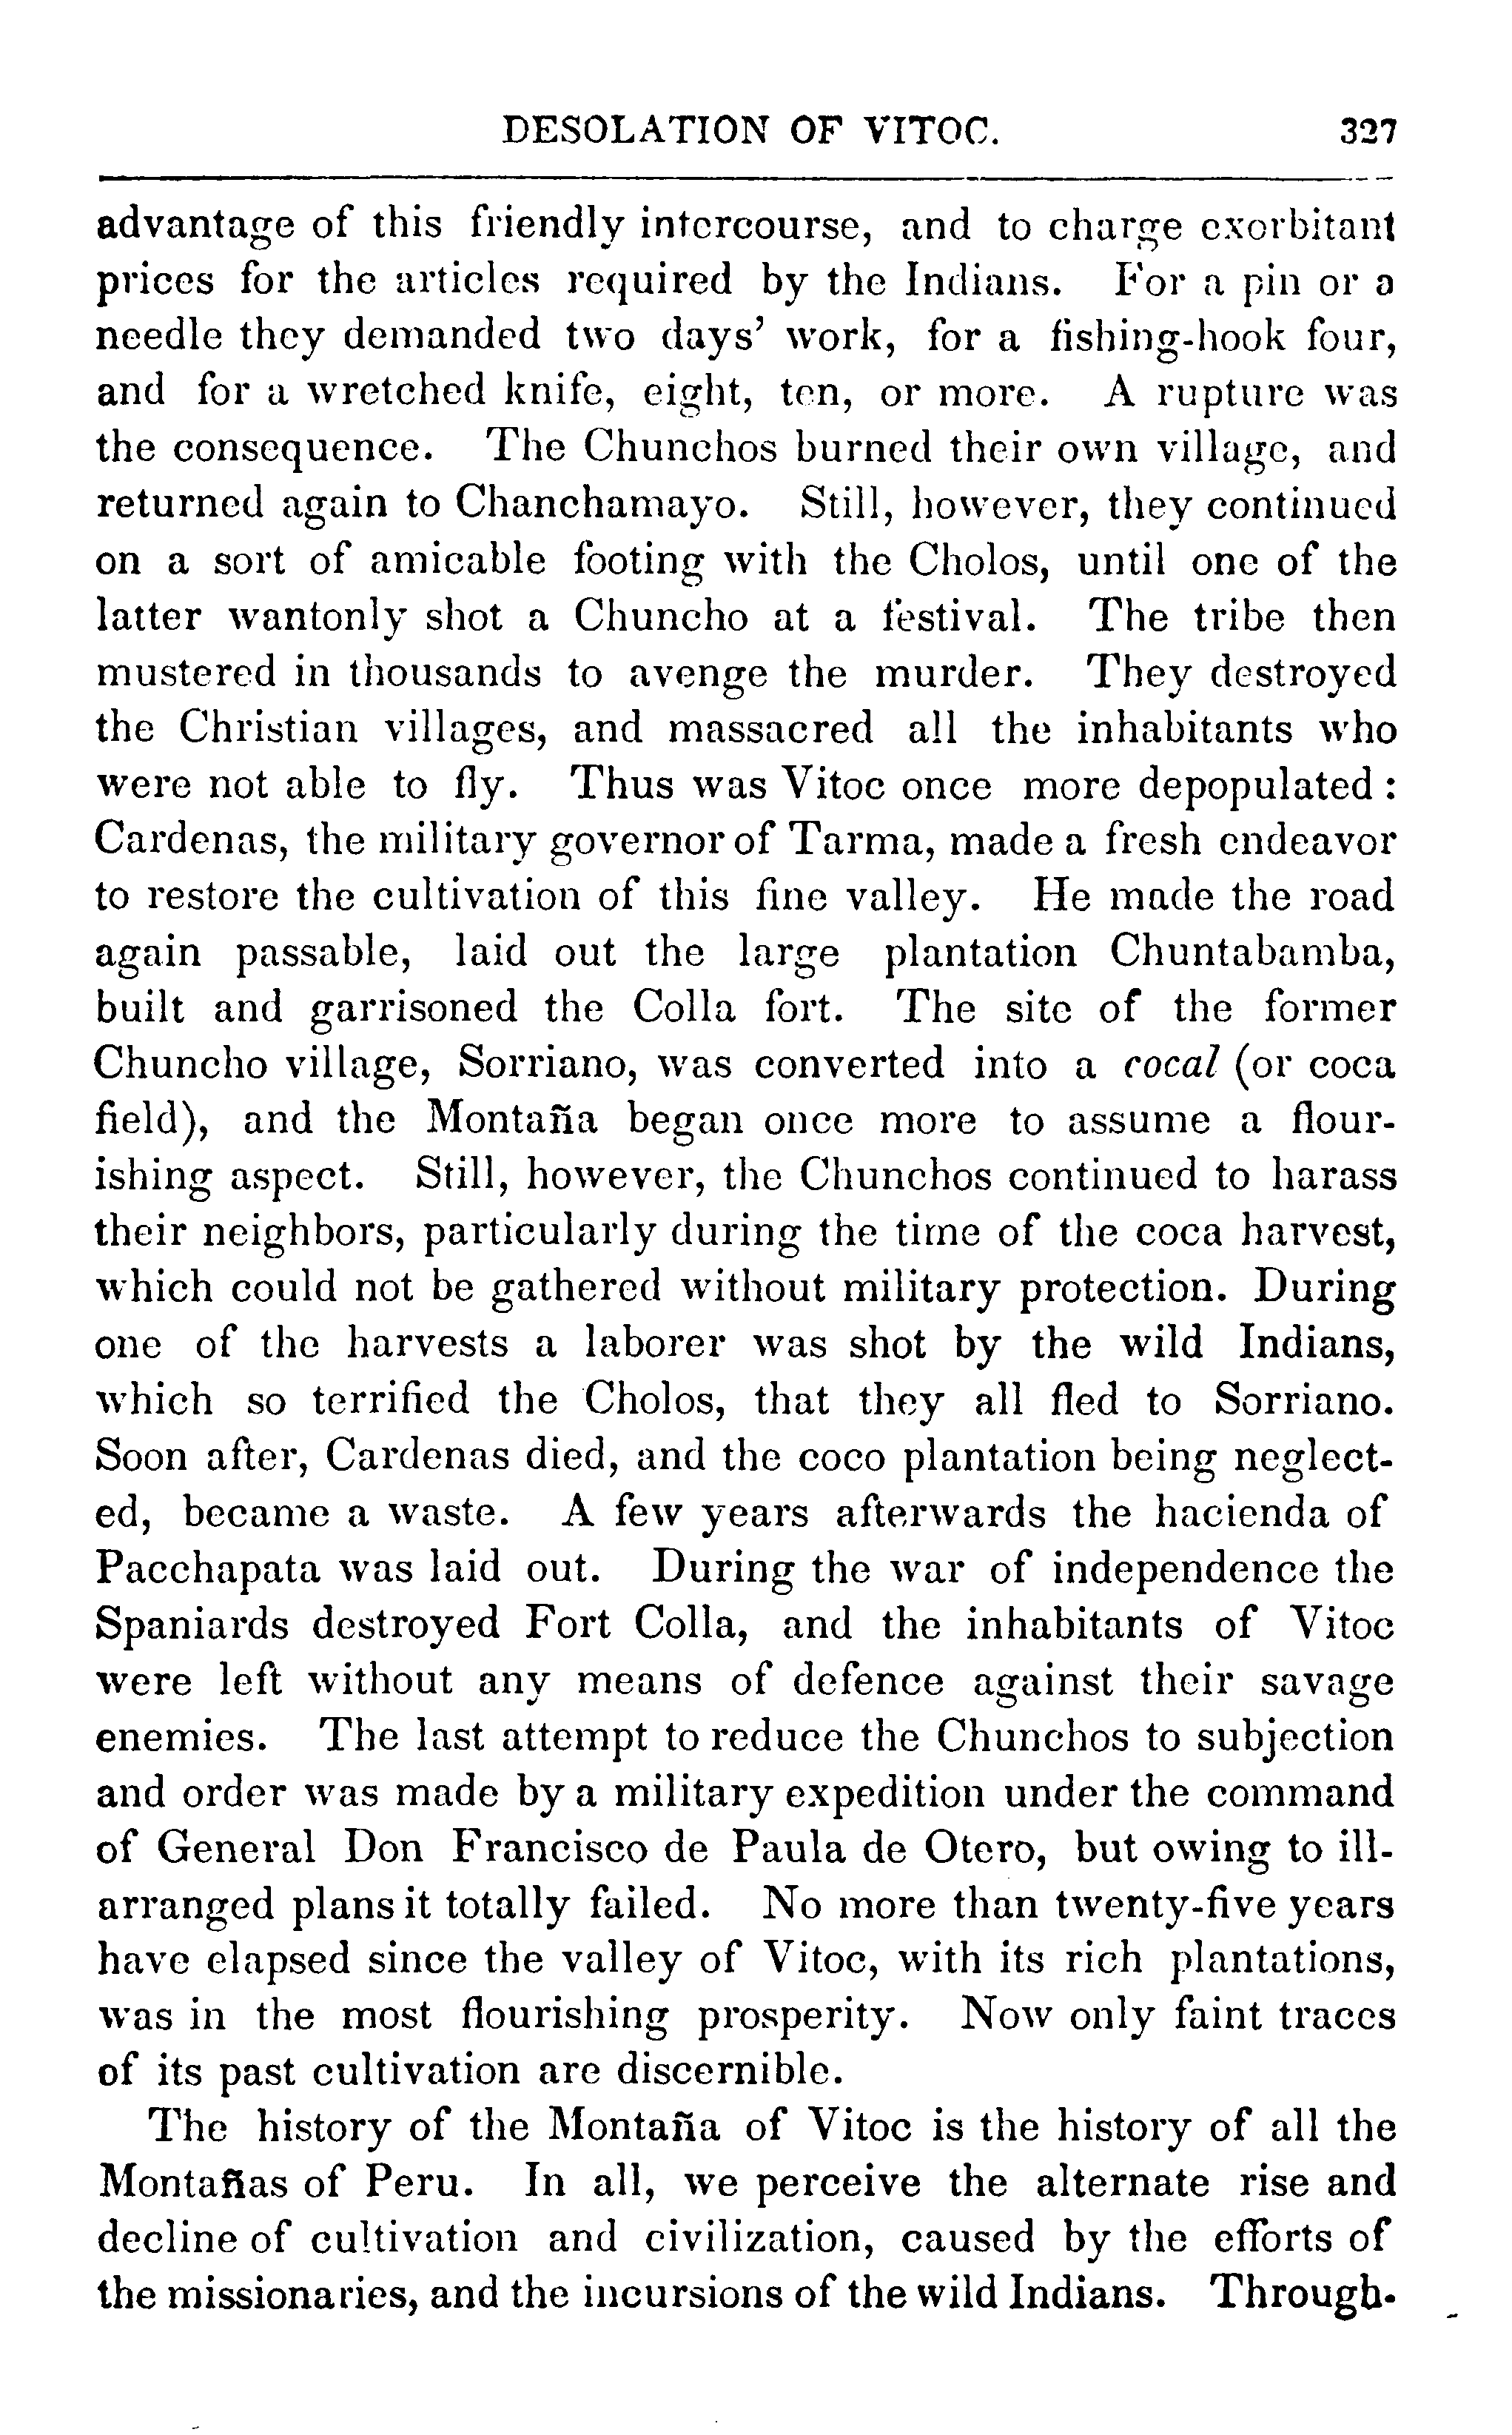 DESOLATION OF VITOC. 327
advantage of this friendly intercourse, and to charge exorbitant
prices for the articles required by the Indians. For a pin or a
needle they demanded two days' work, for a fishing-hook four,
and for a wretched knife, eight, ten, or more. A rupture was
the consequence. The Chunchos burned their own village, and
returned again to Chanchamayo. Still, however, they continued
on a sort of amicable footing with the Cholos, until one of the
latter wantonly shot a Chuncho at a festival. The tribe then
mustered in thousands to avenge the murder. They destroyed
the Christian villages, and massacred all the inhabitants who
were not able to fly. Thus was Vitoc once more depopulated:
Cardenas, the military governor of Tarma, made a fresh endeavor
to restore the cultivation of this fine valley. He made the road
again passable, laid out the large plantation Chuntabamba,
built and garrisoned the Colla fort. The site of the former
Chuncho village, Sorriano, was converted into a cocal (or coca
field), and the Montaña began once more to assume a flour-
ishing aspect. Still, however, the Chunchos continued to harass
their neighbors, particularly during the time of the coca harvest,
which could not be gathered without military protection. During
one of the harvests a laborer was shot by the wild Indians,
which so terrified the Cholos, that they all fled to Sorriano.
Soon after, Cardenas died, and the coco plantation being neglect-
ed, became a waste. A few years afterwards the hacienda of
Pacchapata was laid out. During the war of independence the
Spaniards destroyed Fort Colla, and the inhabitants of Vitoc
were left without any means of defence against their savage
enemies. The last attempt to reduce the Chunchos to subjection
and order was made by a military expedition under the command
of General Don Francisco de Paula de Otero, but owing to ill-
arranged plans it totally failed. No more than twenty-five years
have elapsed since the valley of Vitoc, with its rich plantations,
was in the most flourishing prosperity. Now only faint traces
of its past cultivation are discernible.
The history of the Montaña of Vitoc is the history of all the
Montañas of Peru. In all, we perceive the alternate rise and
decline of cultivation and civilization, caused by the efforts of
the missionaries, and the incursions of the wild Indians. Through-